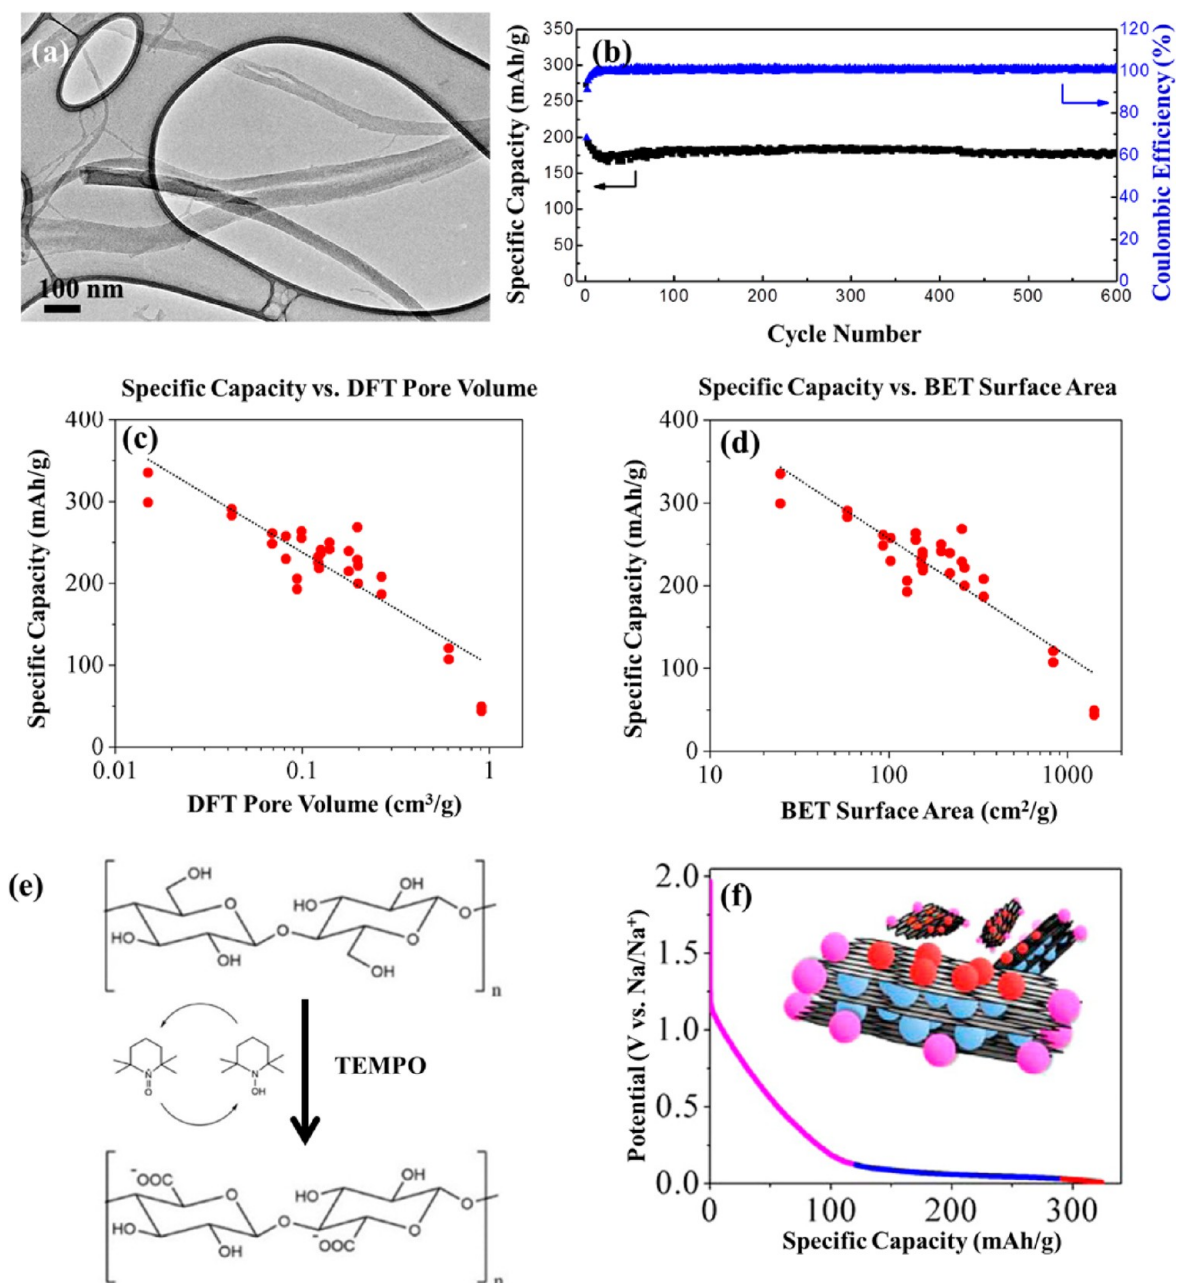 (a)
100 nm
(b)
Specific Capacity (mAh/g)
350
300
250
200
150
100
50
0
0 100 200 300 400 500 600
Cycle Number
120
100
80
60
40
20
0
Coulombic Efficiency (%)
Specific Capacity vs. DFT Pore Volume
(c)
Specific Capacity (mAh/g)
400
300
200
100
0
0.01 0.1 1
DFT Pore Volume (cm³/g)
Specific Capacity vs. BET Surface Area
(d)
Specific Capacity (mAh/g)
400
300
200
100
0
10 100 1000
BET Surface Area (cm²/g)
(e)
OH
O
HO
OH
O
OH
HO
O
O
OH
n
N
O
N
OH
TEMPO
⁻OOC
O
HO
OH
O
OH
HO
O
O
⁻OOC
n
(f)
Potential (V vs. Na/Na⁺)
2.0
1.5
1.0
0.5
0.0
0 100 200 300
Specific Capacity (mAh/g)